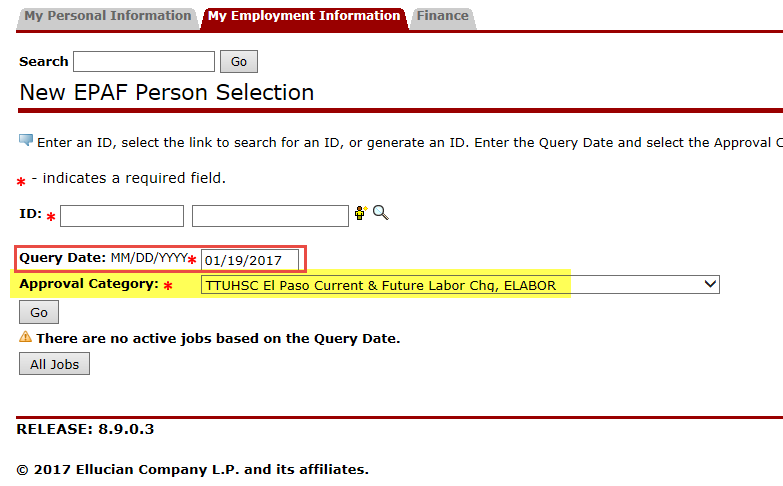 My Personal Information My Employment Information Finance
Search Go
New EPAF Person Selection
Enter an ID, select the link to search for an ID, or generate an ID. Enter the Query Date and select the Approval C
* - indicates a required field.
ID: *
Query Date: MM/DD/YYYY* 01/19/2017
Approval Category: * TTUHSC El Paso Current & Future Labor Chg, ELABOR
Go
There are no active jobs based on the Query Date.
All Jobs
RELEASE: 8.9.0.3
© 2017 Ellucian Company L.P. and its affiliates.